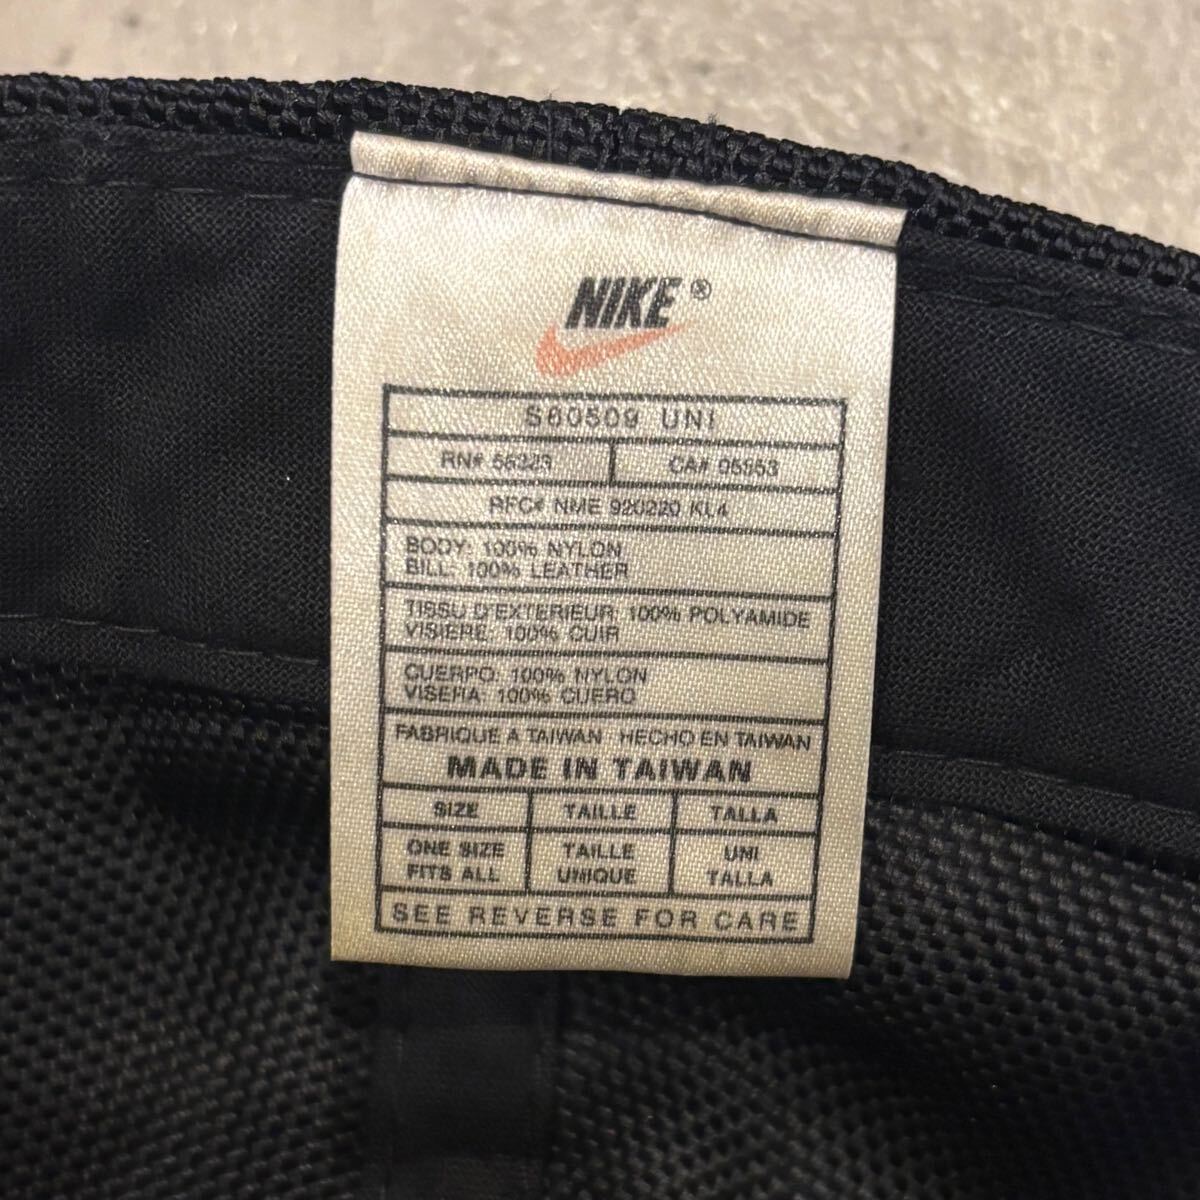 NIKE®
S60509 UNI
RN# 56323 CA# 05553
RFC# NME 920220 KL4
BODY: 100% NYLON
BILL: 100% LEATHER
TISSU D'EXTERIEUR: 100% POLYAMIDE
VISIERE: 100% CUIR
CUERPO: 100% NYLON
VISERA: 100% CUERO
FABRIQUE A TAIWAN HECHO EN TAIWAN
MADE IN TAIWAN
SIZE TAILLE TALLA
ONE SIZE TAILLE UNI
FITS ALL UNIQUE TALLA
SEE REVERSE FOR CARE